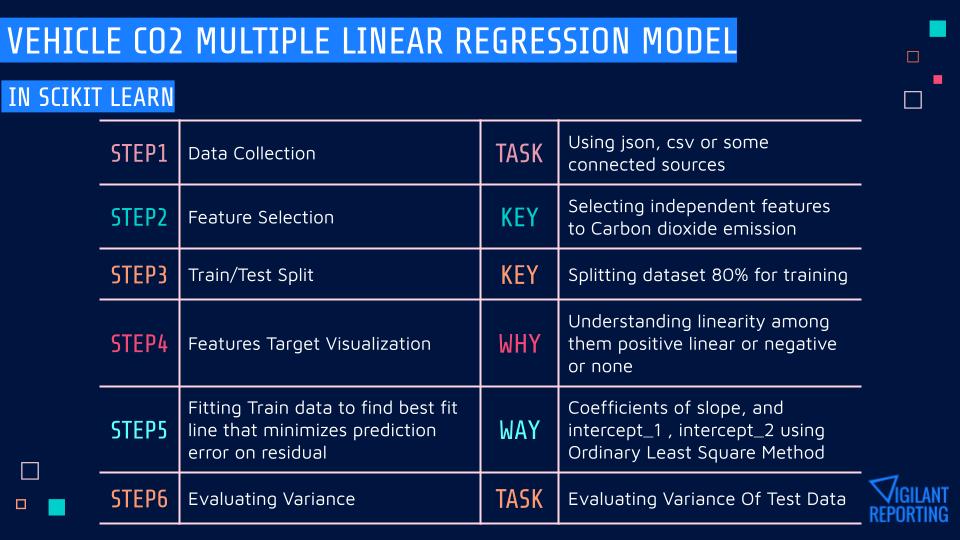 VEHICLE CO2 MULTIPLE LINEAR REGRESSION MODEL
IN SCIKIT LEARN
STEP1
Data Collection
TASK
Using json, csv or some
connected sources
STEP2
Feature Selection
KEY
Selecting independent features
to Carbon dioxide emission
STEP3
Train/Test Split
KEY
Splitting dataset 80% for training
STEP4
Features Target Visualization
WHY
Understanding linearity among
them positive linear or negative
or none
STEP5
Fitting Train data to find best fit
line that minimizes prediction
error on residual
WAY
Coefficients of slope, and
intercept_1 , intercept_2 using
Ordinary Least Square Method
STEP6
Evaluating Variance
TASK
Evaluating Variance Of Test Data
VIGILANT
REPORTING